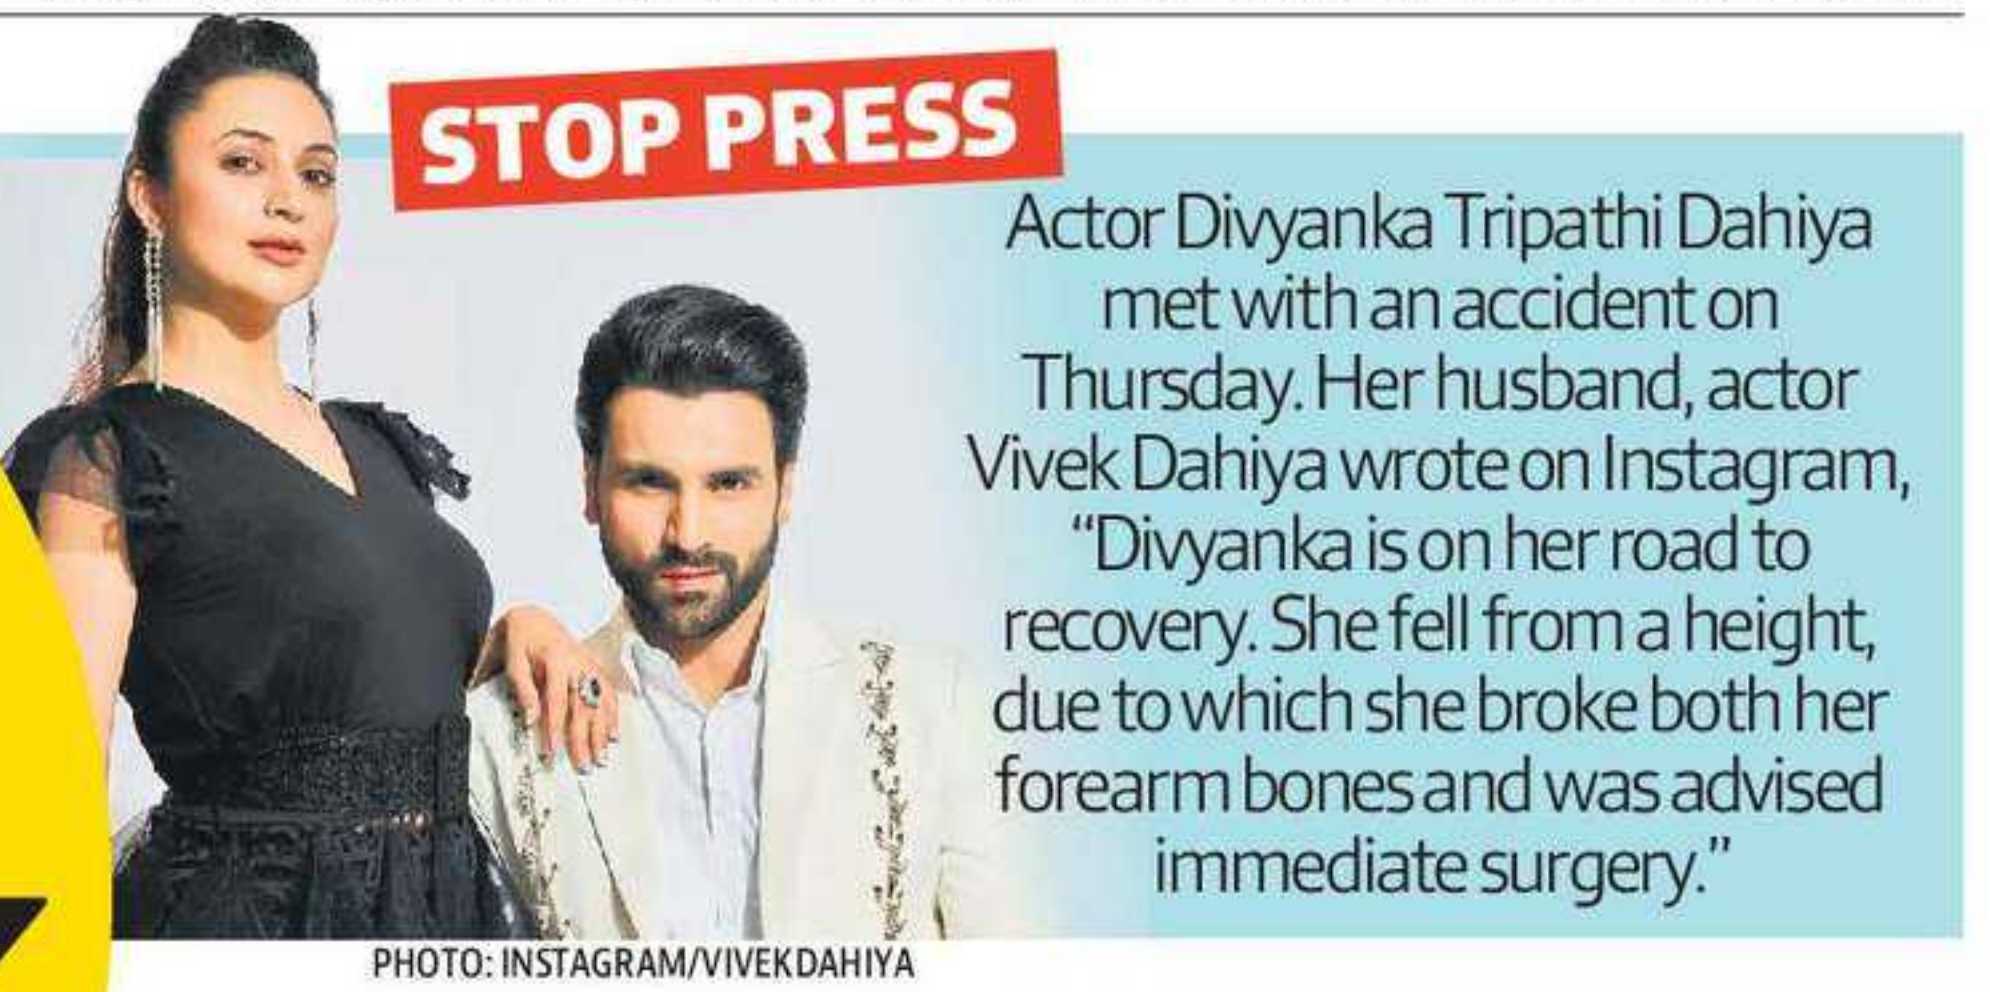 STOP PRESS
Actor Divyanka Tripathi Dahiya
met with an accident on
Thursday. Her husband, actor
Vivek Dahiya wrote on Instagram,
“Divyanka is on her road to
recovery. She fell from a height,
due to which she broke both her
forearm bones and was advised
immediate surgery.”
PHOTO: INSTAGRAM/VIVEKDAHIYA